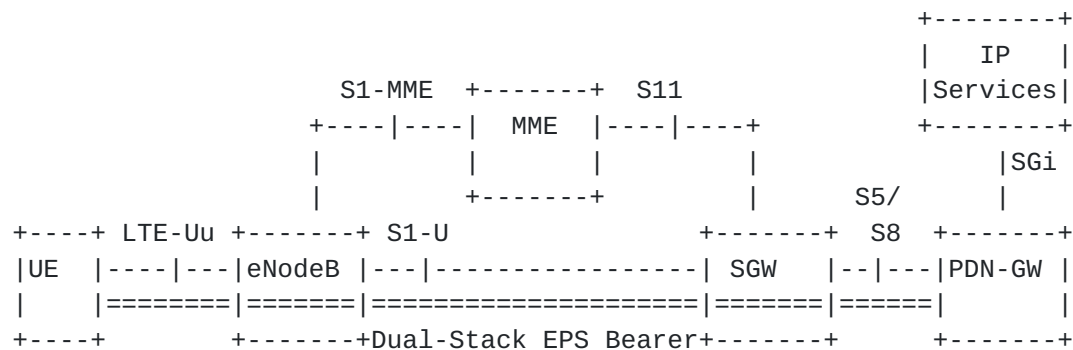 +--------+
                                                              |   IP   |
                      S1-MME  +-------+  S11                  |Services|
                    +----|----|  MME  |----|----+             +--------+
                    |         |       |         |                  |SGi
                    |         +-------+         |      S5/         |
+----+ LTE-Uu +-------+ S1-U                 +-------+  S8  +-------+
|UE  |----|---|eNodeB |---|------------------| SGW   |--|---|PDN-GW |
|    |========|=======|======================|=======|======|       |
+----+        +-------+Dual-Stack EPS Bearer+-------+      +-------+